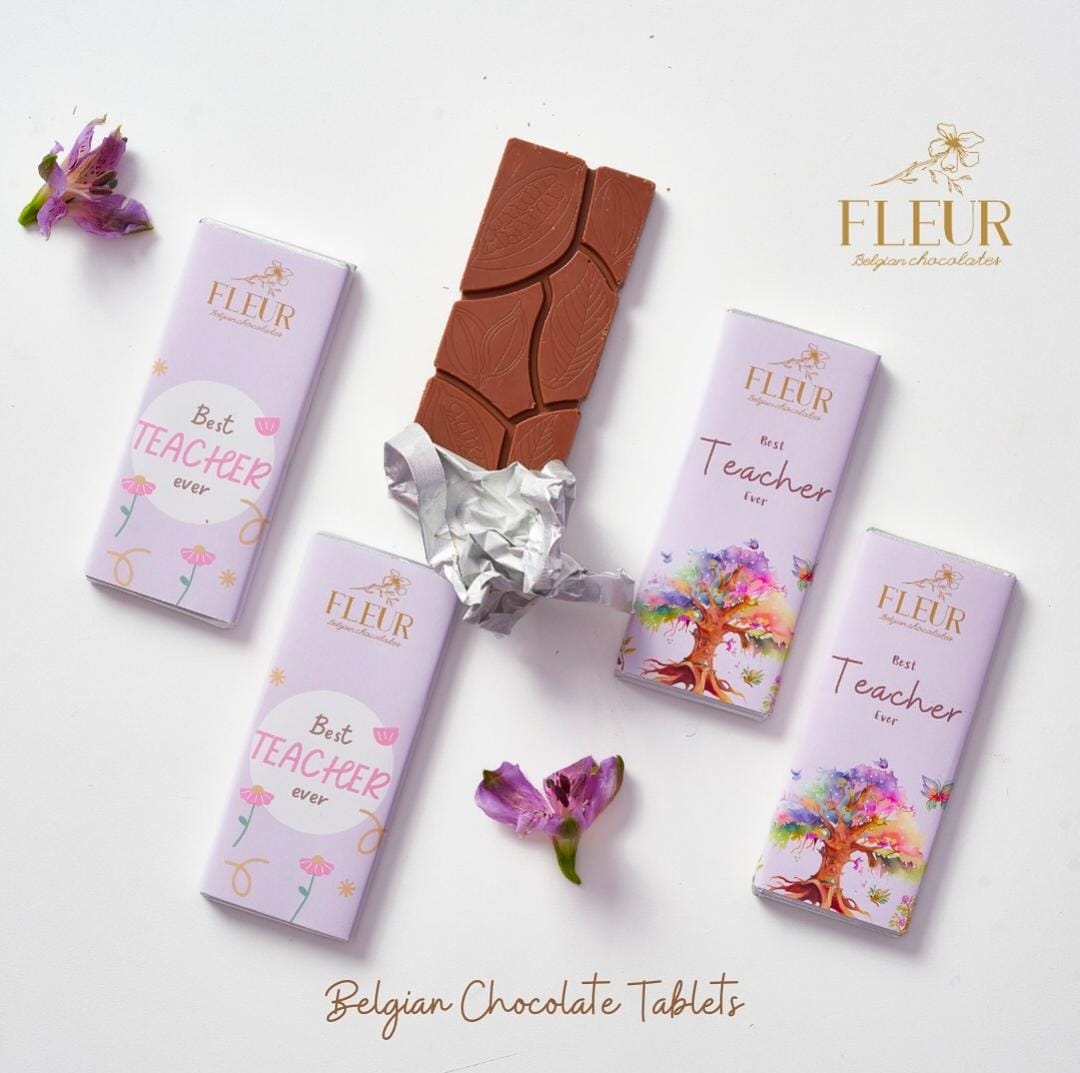 FLEUR
Belgian chocolates
FLEUR
Belgian chocolates
Best
TEACHER
ever
FLEUR
Belgian chocolates
Best
Teacher
Ever
FLEUR
Belgian chocolates
Best
TEACHER
ever
FLEUR
Belgian chocolates
Best
Teacher
Ever
Belgian Chocolate Tablets